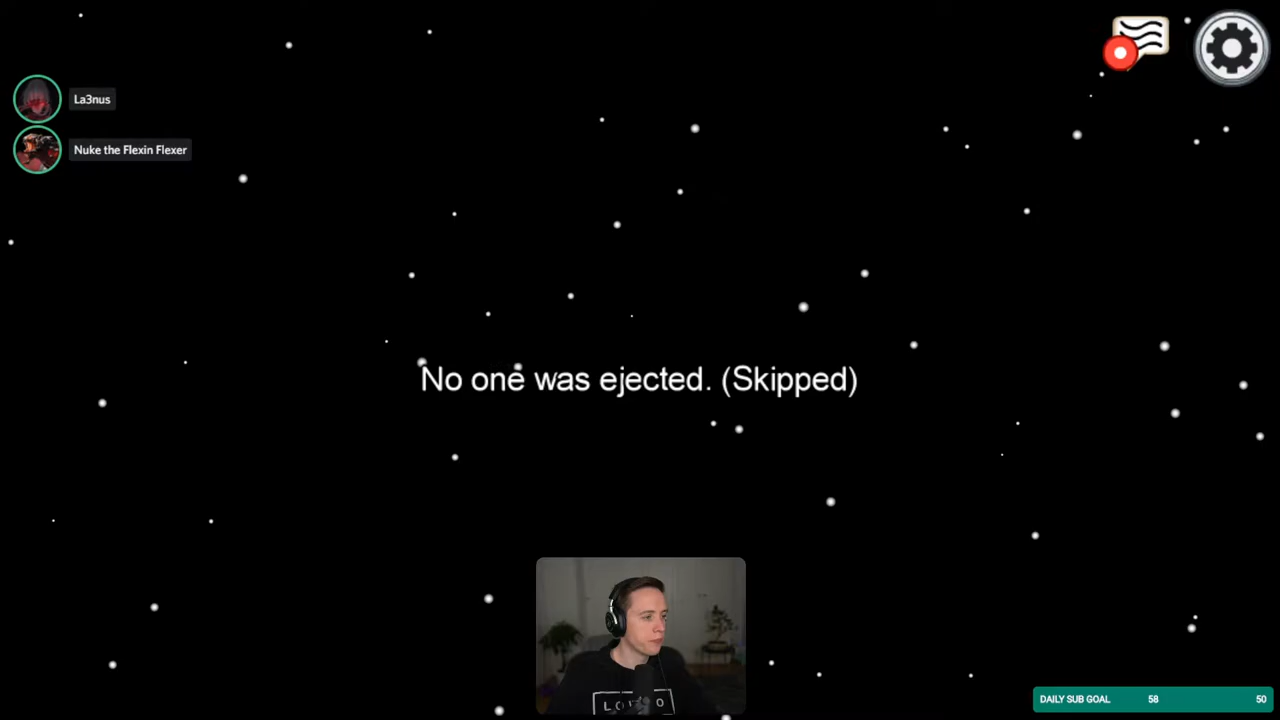 La3nus
Nuke the Flexin Flexer
No one was ejected. (Skipped)
DAILY SUB GOAL 58 50